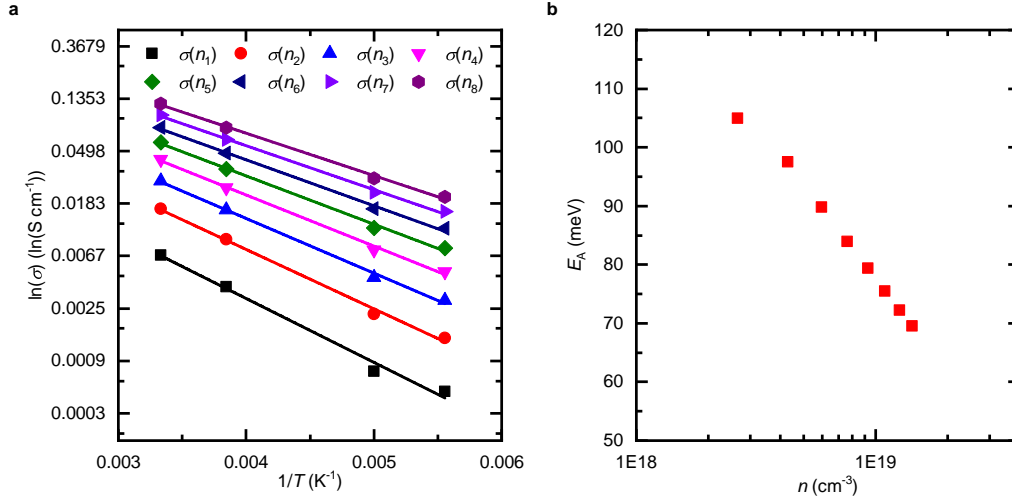 a
b
0.3679
0.1353
0.0498
0.0183
0.0067
0.0025
0.0009
0.0003
ln(σ) (ln(S cm⁻¹))
σ(n₁) σ(n₂) σ(n₃) σ(n₄)
σ(n₅) σ(n₆) σ(n₇) σ(n₈)
0.003 0.004 0.005 0.006
1/T (K⁻¹)
120
110
100
90
80
70
60
50
E_A (meV)
1E18 1E19
n (cm⁻³)